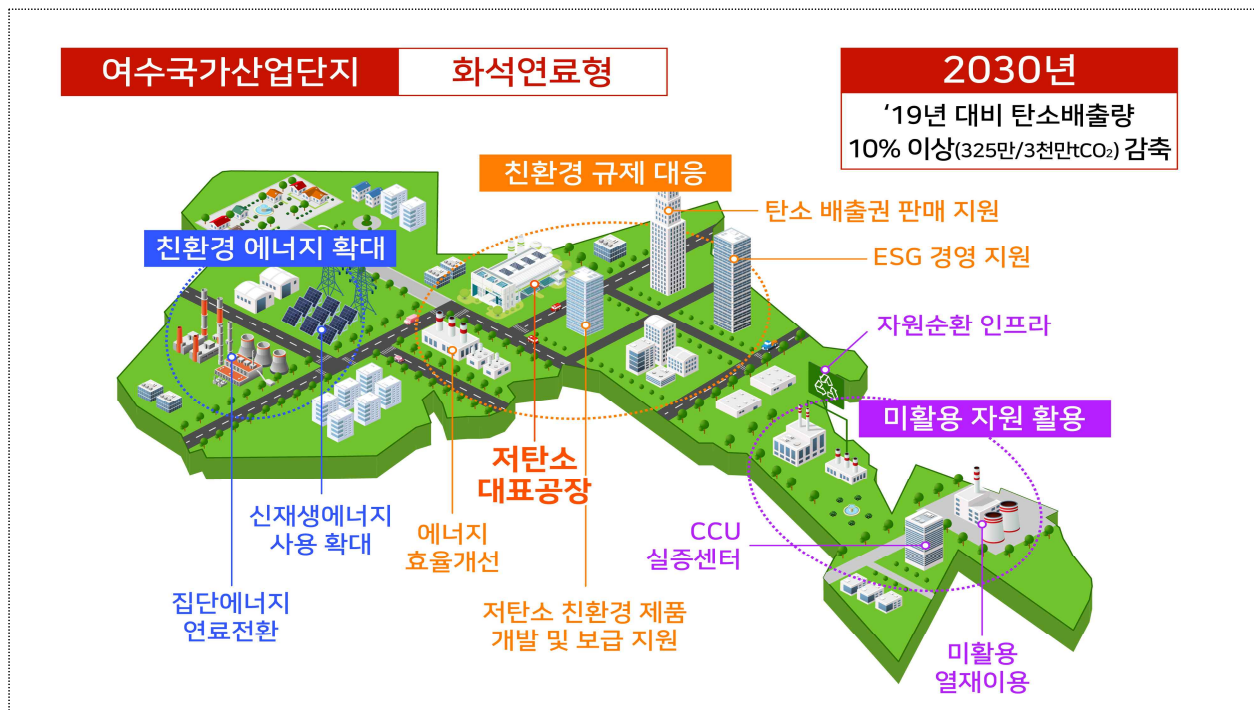 여수국가산업단지 화석연료형
2030년
‘19년 대비 탄소배출량
10% 이상(325만/3천만tCO₂) 감축
친환경 규제 대응
탄소 배출권 판매 지원
ESG 경영 지원
친환경 에너지 확대
자원순환 인프라
미활용 자원 활용
저탄소
대표공장
신재생에너지
사용 확대
에너지
효율개선
CCU
실증센터
집단에너지
연료전환
저탄소 친환경 제품
개발 및 보급 지원
미활용
열재이용